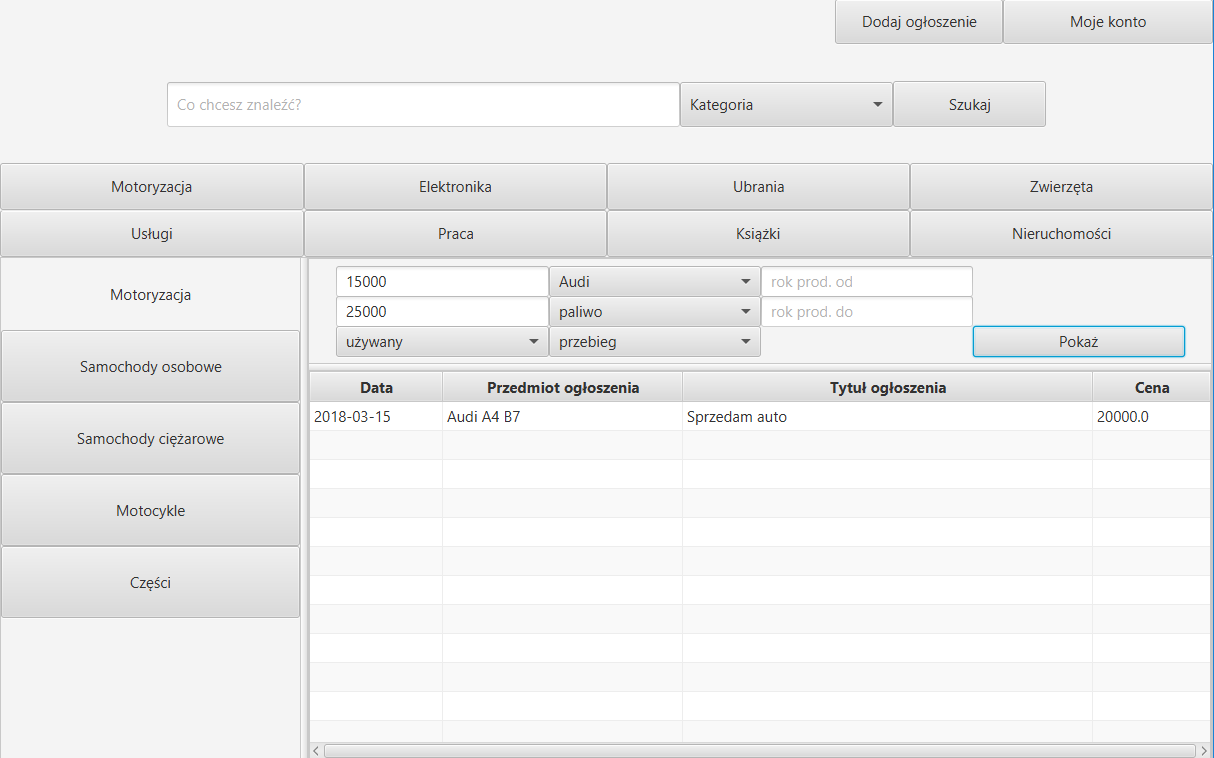 Dodaj ogłoszenie Moje konto
Co chcesz znaleźć? Kategoria Szukaj
Motoryzacja Elektronika Ubrania Zwierzęta
Usługi Praca Książki Nieruchomości
Motoryzacja
Samochody osobowe
Samochody ciężarowe
Motocykle
Części
15000 Audi rok prod. od
25000 paliwo rok prod. do
używany przebieg Pokaż
Data Przedmiot ogłoszenia Tytuł ogłoszenia Cena
2018-03-15 Audi A4 B7 Sprzedam auto 20000.0